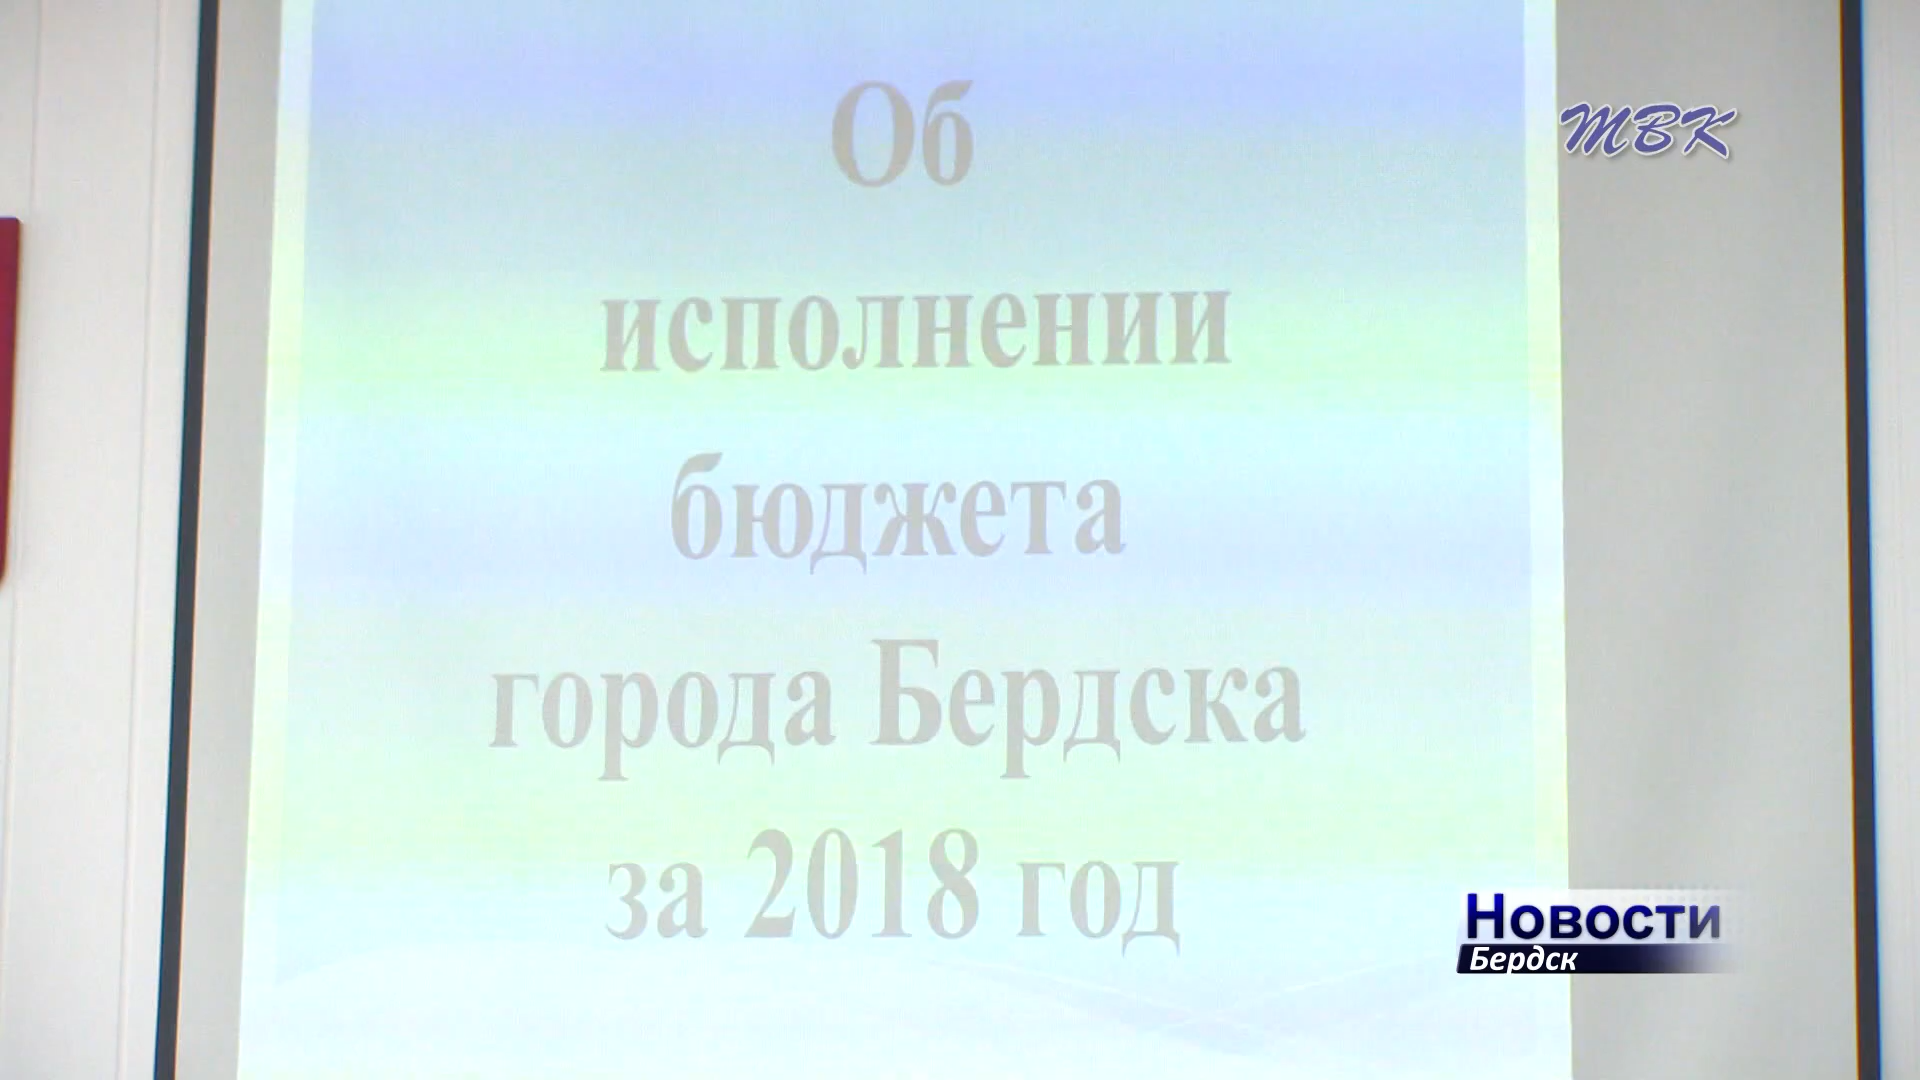 Об
исполнении
бюджета
города Бердска
за 2018 год
ТВК
Новости
Бердск